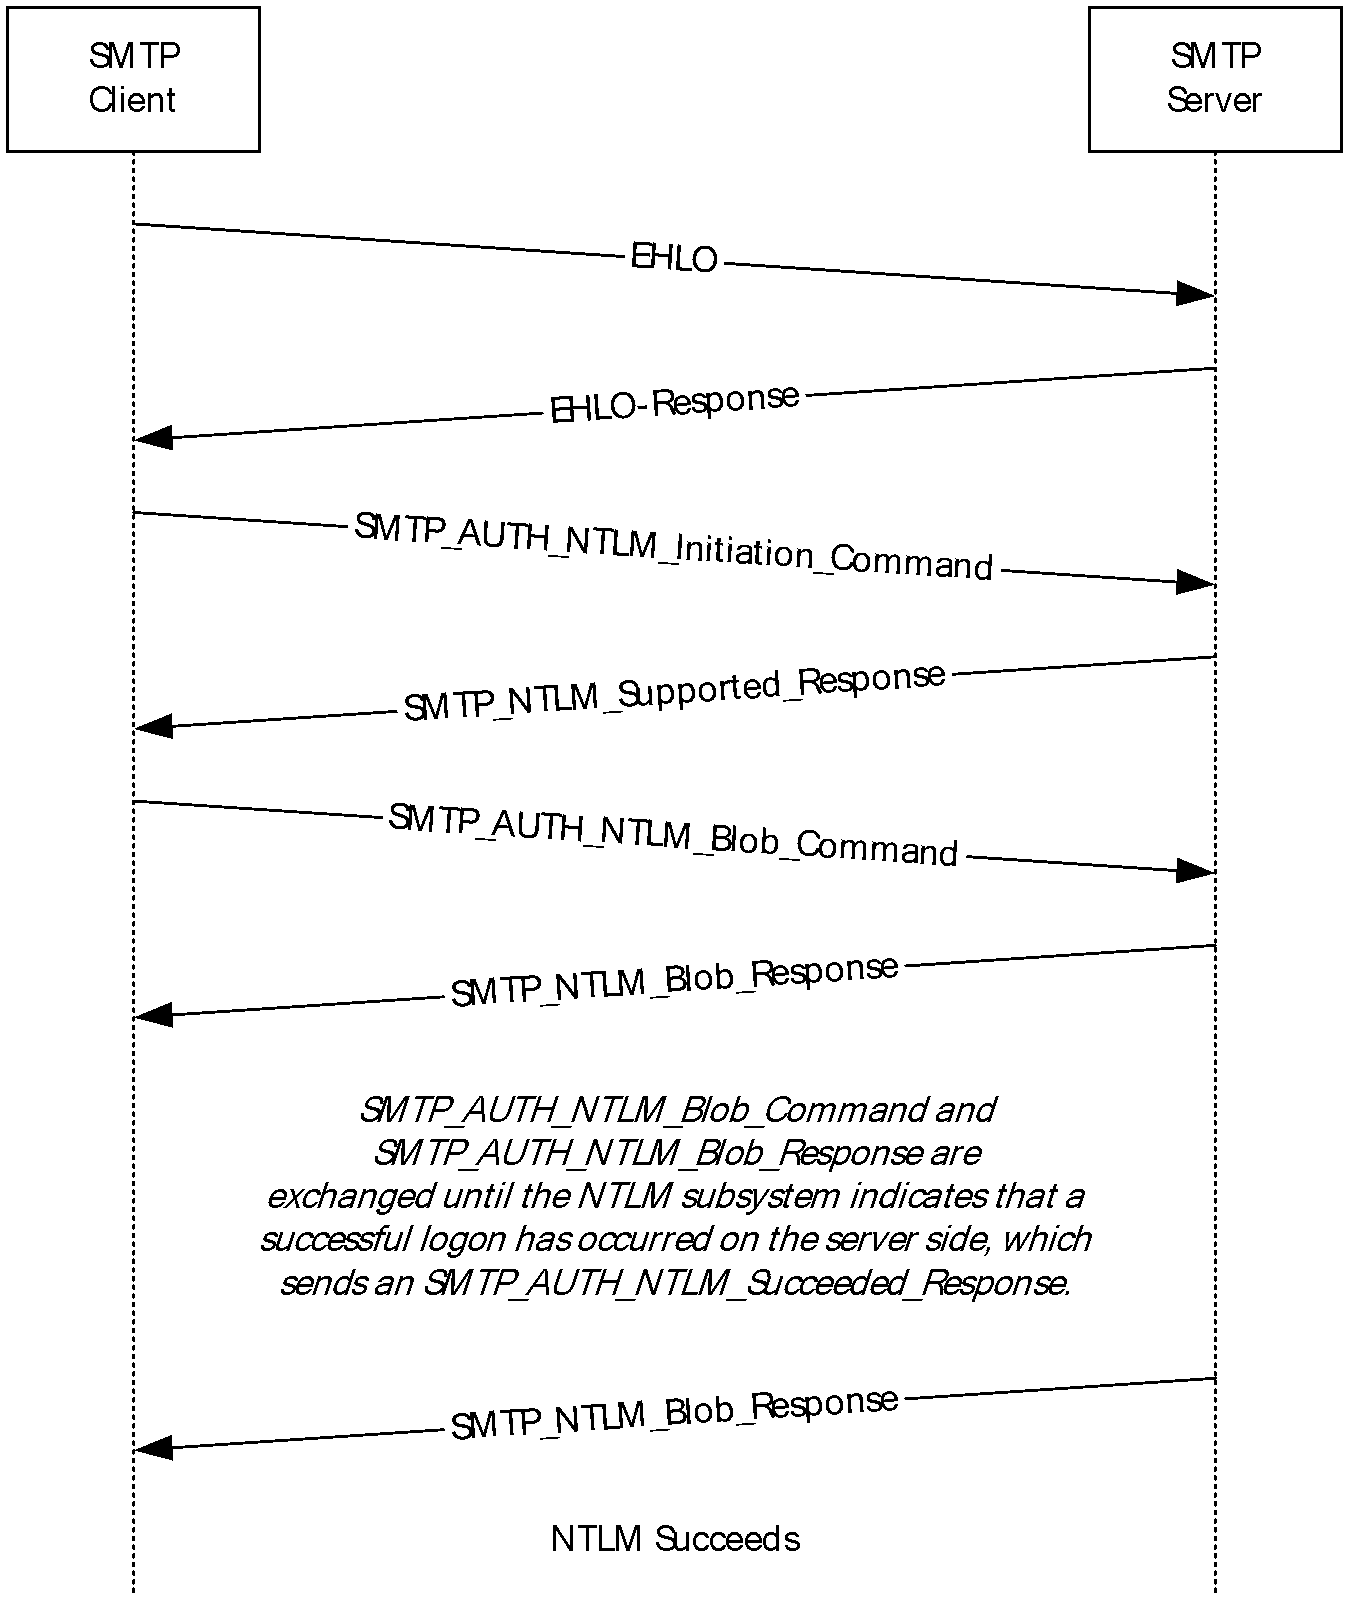 SMTP
Client
SMTP
Server
EHLO
EHLO-Response
SMTP_AUTH_NTLM_Initiation_Command
SMTP_NTLM_Supported_Response
SMTP_AUTH_NTLM_Blob_Command
SMTP_NTLM_Blob_Response
SMTP_AUTH_NTLM_Blob_Command and
SMTP_AUTH_NTLM_Blob_Response are
exchanged until the NTLM subsystem indicates that a
successful logon has occurred on the server side, which
sends an SMTP_AUTH_NTLM_Succeeded_Response.
SMTP_NTLM_Blob_Response
NTLM Succeeds